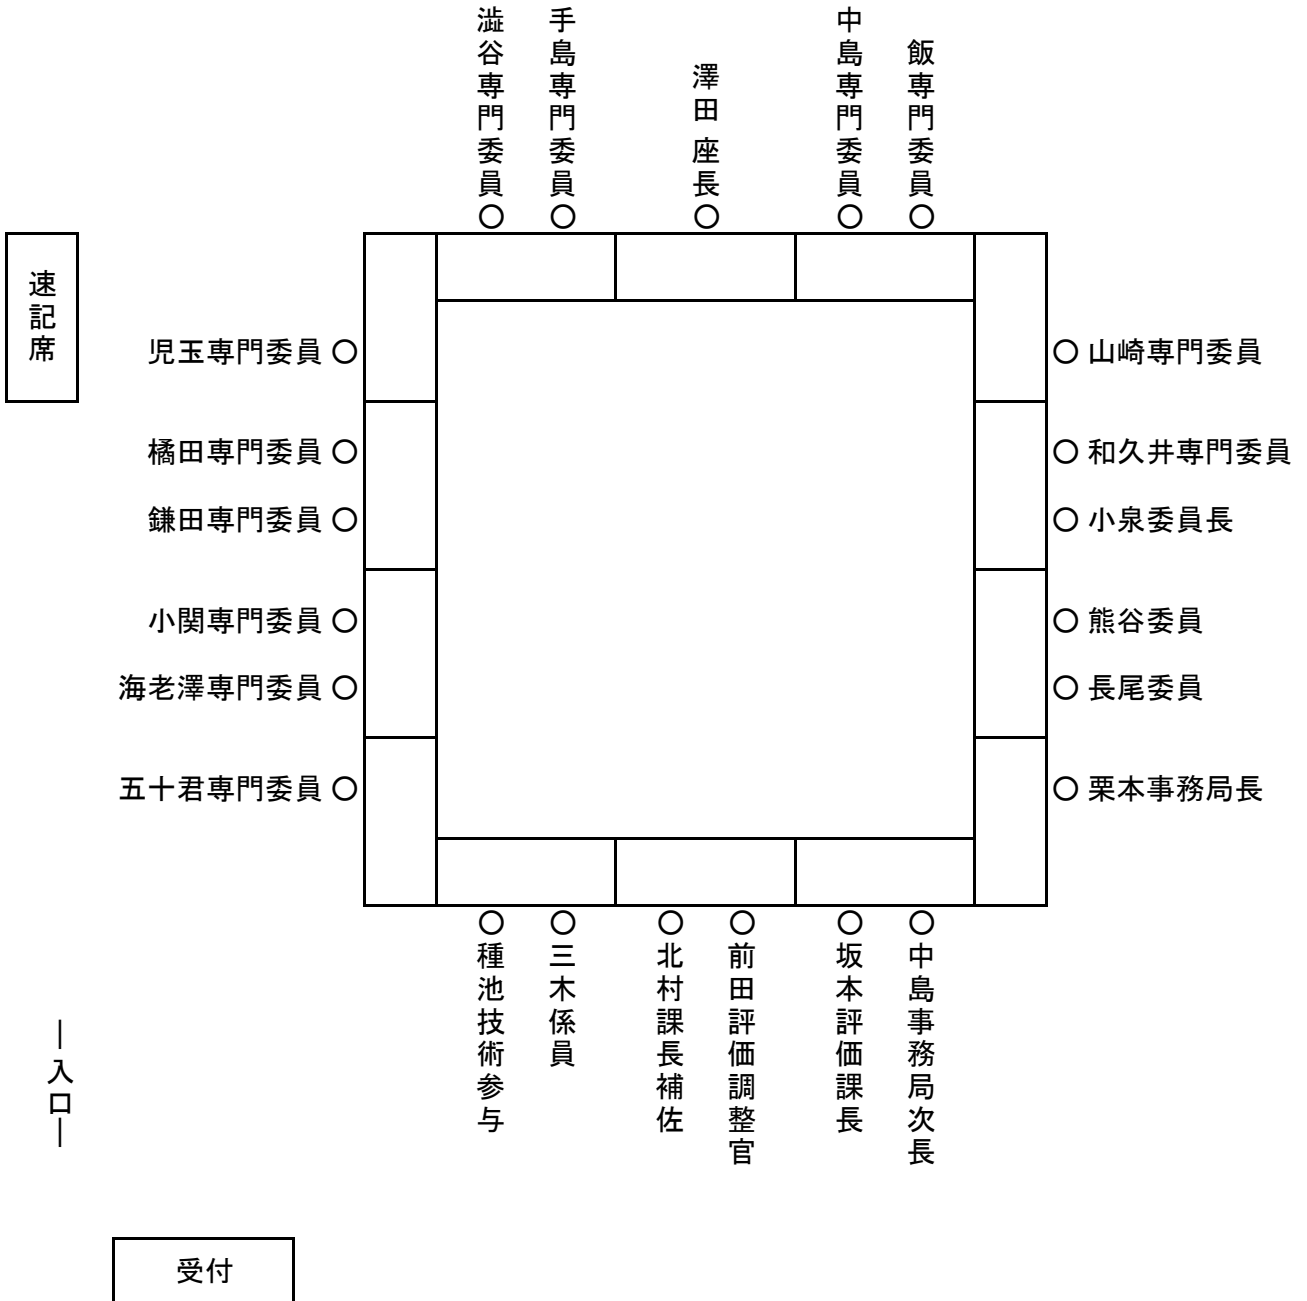 澁谷専門委員
手島専門委員
澤田 座長
中島専門委員
飯専門委員
速記席
児玉専門委員
橘田専門委員
鎌田専門委員
小関専門委員
海老澤専門委員
五十君専門委員
山崎専門委員
和久井専門委員
小泉委員長
熊谷委員
長尾委員
栗本事務局長
種池技術参与
三木係員
北村課長補佐
前田評価調整官
坂本評価課長
中島事務局次長
―入口―
受付